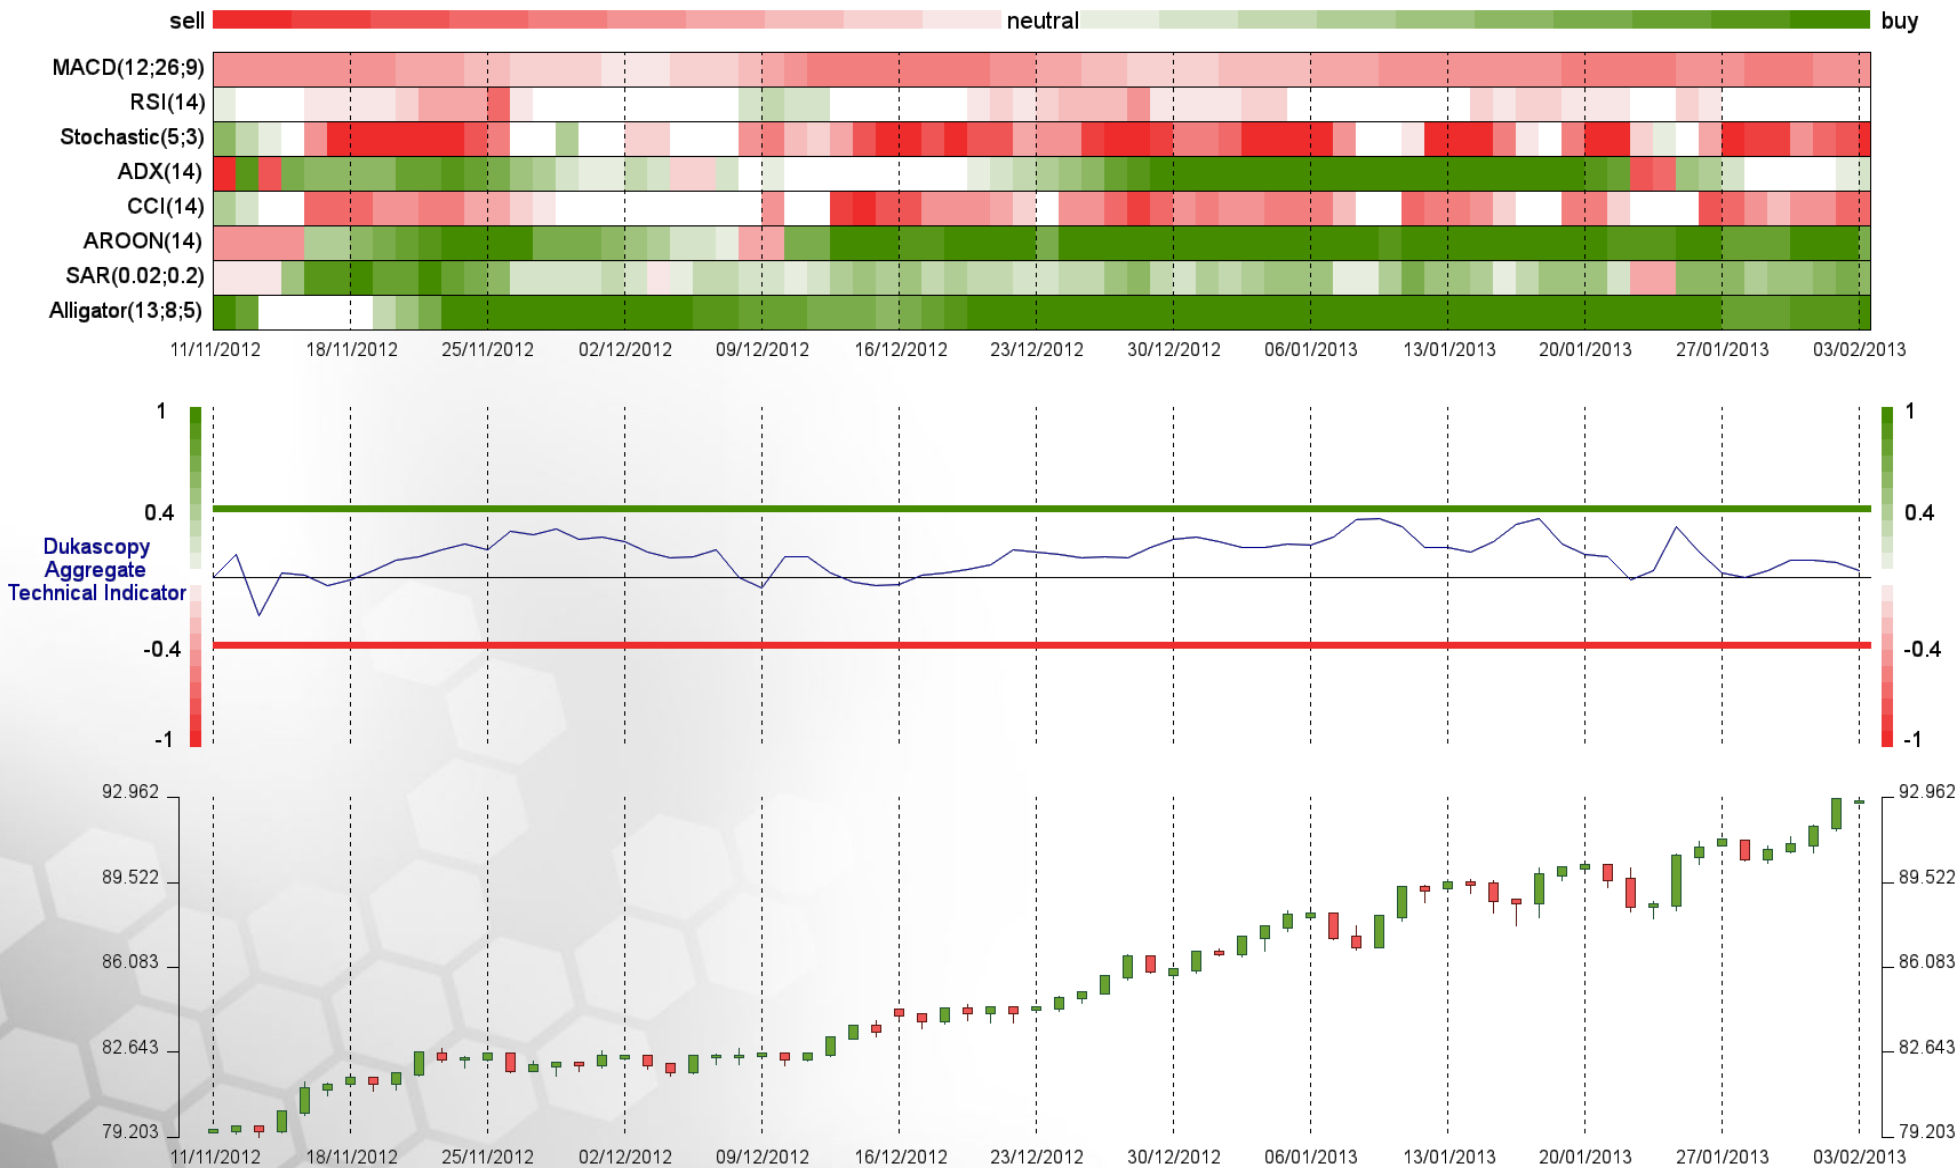 sell neutral buy
MACD(12;26;9)
RSI(14)
Stochastic(5;3)
ADX(14)
CCI(14)
AROON(14)
SAR(0.02;0.2)
Alligator(13;8;5)
11/11/2012 18/11/2012 25/11/2012 02/12/2012 09/12/2012 16/12/2012 23/12/2012 30/12/2012 06/01/2013 13/01/2013 20/01/2013 27/01/2013 03/02/2013
1 1
0.4 0.4
Dukascopy
Aggregate
Technical Indicator
-0.4 -0.4
-1 -1
92.962 92.962
89.522 89.522
86.083 86.083
82.643 82.643
79.203 79.203
11/11/2012 18/11/2012 25/11/2012 02/12/2012 09/12/2012 16/12/2012 23/12/2012 30/12/2012 06/01/2013 13/01/2013 20/01/2013 27/01/2013 03/02/2013